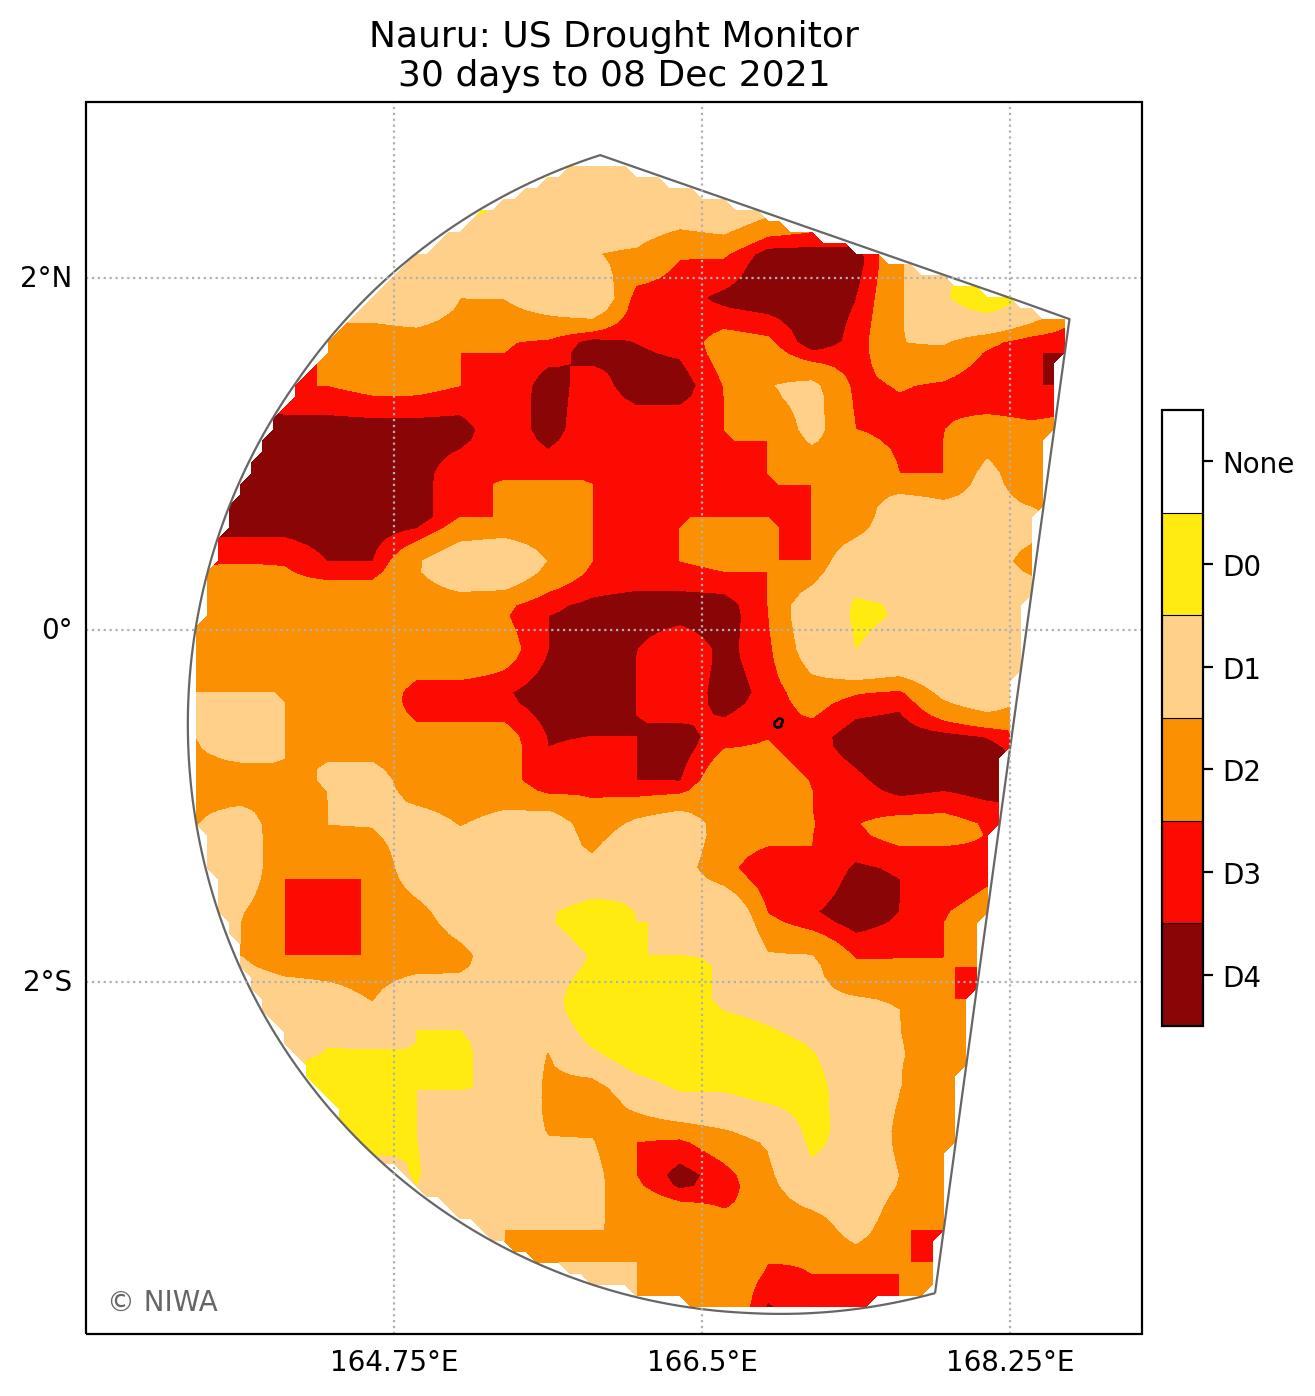 Nauru: US Drought Monitor
30 days to 08 Dec 2021
2°N
0°
2°S
164.75°E
166.5°E
168.25°E
None
D0
D1
D2
D3
D4
© NIWA